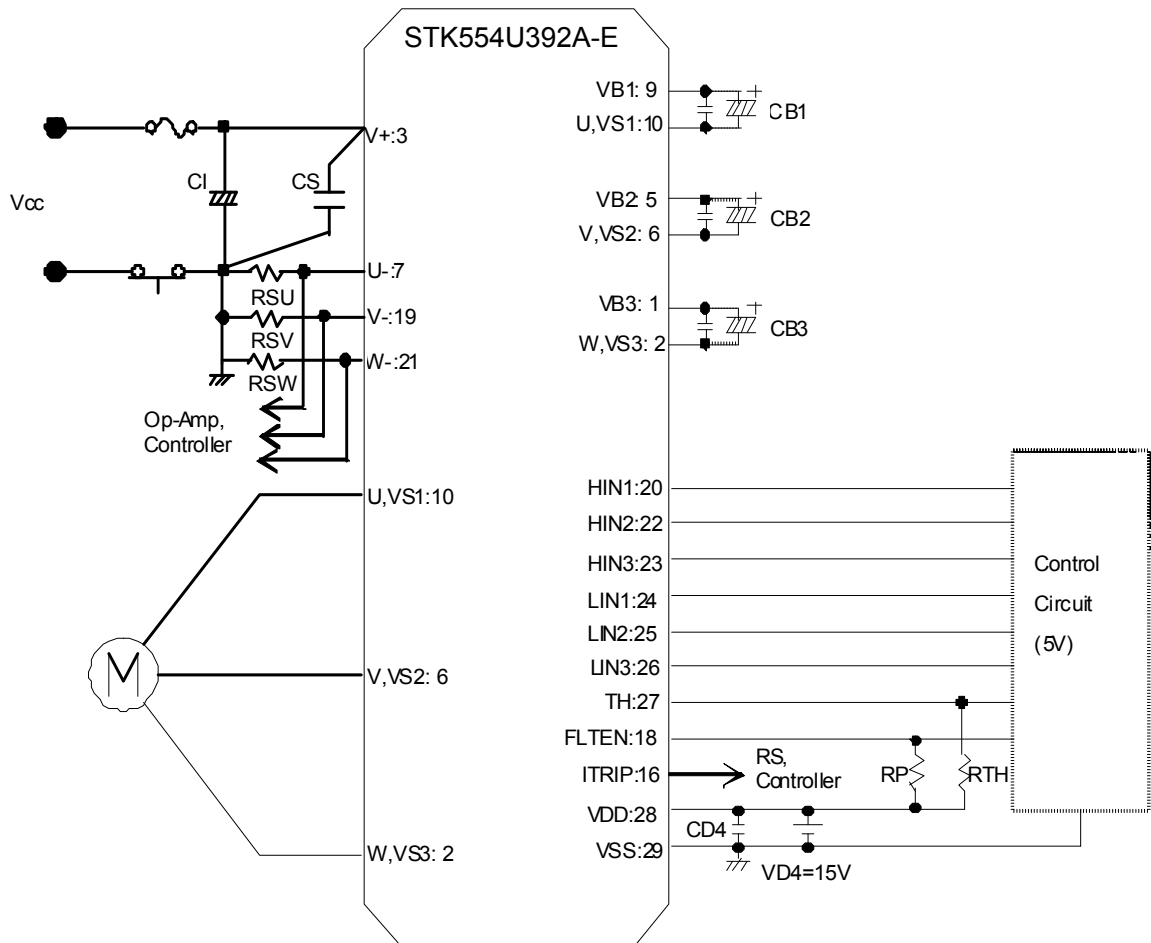 STK554U392A-E
VB1: 9
CB1
U,VS1:10
V+:3
CI
CS
Vcc
VB2: 5
CB2
V,VS2: 6
U-:7
RSU
V-:19
RSV
W-:21
RSW
VB3: 1
CB3
W,VS3: 2
Op-Amp,
Controller
U,VS1:10
HIN1:20
HIN2:22
HIN3:23
LIN1:24
LIN2:25
LIN3:26
TH:27
FLTEN:18
ITRIP:16
RS,
Controller
RP
RTH
VDD:28
CD4
VSS:29
VD4=15V
Control
Circuit
(5V)
M
V,VS2: 6
W,VS3: 2